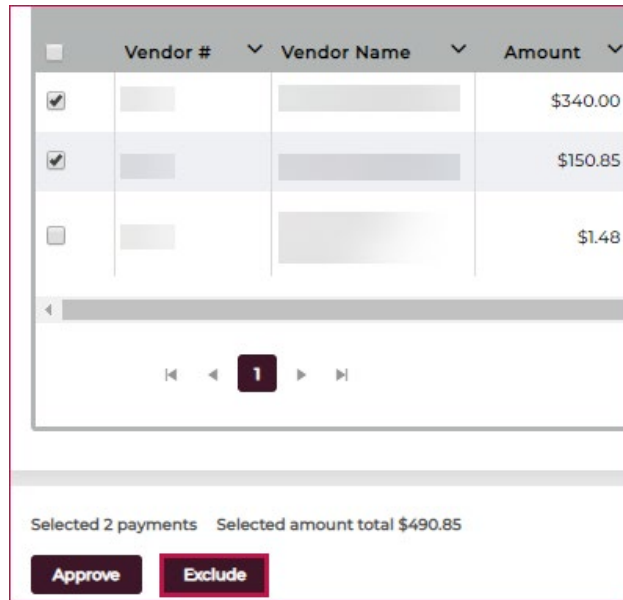 Vendor # Vendor Name Amount
$340.00
$150.85
$1.48
1
Selected 2 payments Selected amount total $490.85
Approve Exclude